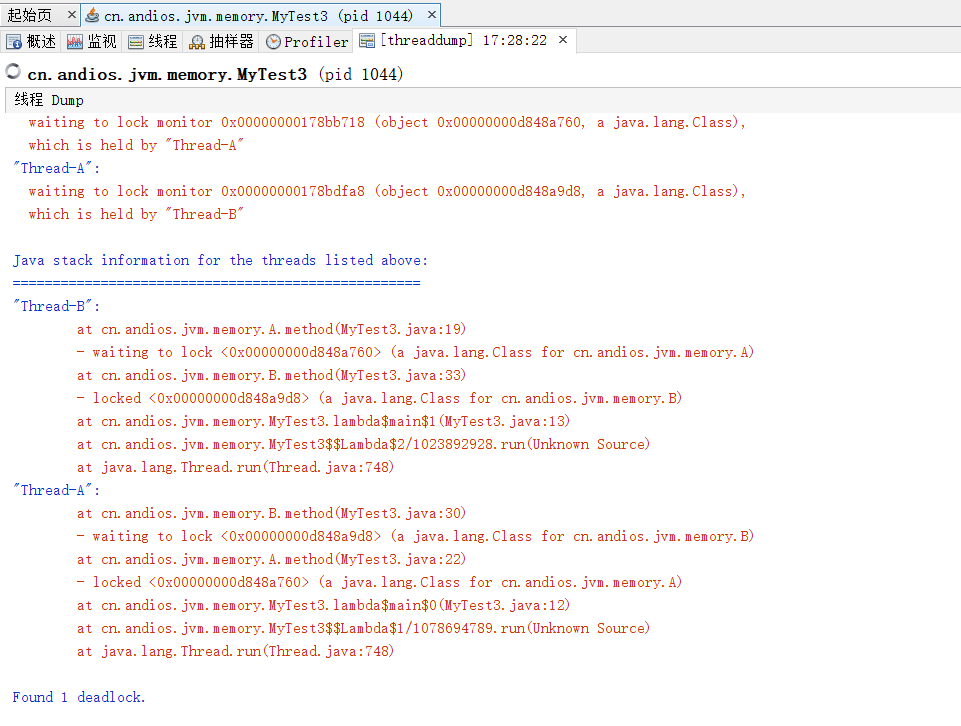 起始页 × cn.andios.jvm.memory.MyTest3 (pid 1044) ×
概述 监视 线程 抽样器 Profiler [threaddump] 17:28:22 ×
cn.andios.jvm.memory.MyTest3 (pid 1044)
线程 Dump
waiting to lock monitor 0x00000000178bb718 (object 0x00000000d848a760, a java.lang.Class),
which is held by "Thread-A"
"Thread-A":
waiting to lock monitor 0x00000000178bdfa8 (object 0x00000000d848a9d8, a java.lang.Class),
which is held by "Thread-B"
Java stack information for the threads listed above:
===================================================
"Thread-B":
at cn.andios.jvm.memory.A.method(MyTest3.java:19)
- waiting to lock <0x00000000d848a760> (a java.lang.Class for cn.andios.jvm.memory.A)
at cn.andios.jvm.memory.B.method(MyTest3.java:33)
- locked <0x00000000d848a9d8> (a java.lang.Class for cn.andios.jvm.memory.B)
at cn.andios.jvm.memory.MyTest3.lambda$main$1(MyTest3.java:13)
at cn.andios.jvm.memory.MyTest3$$Lambda$2/1023892928.run(Unknown Source)
at java.lang.Thread.run(Thread.java:748)
"Thread-A":
at cn.andios.jvm.memory.B.method(MyTest3.java:30)
- waiting to lock <0x00000000d848a9d8> (a java.lang.Class for cn.andios.jvm.memory.B)
at cn.andios.jvm.memory.A.method(MyTest3.java:22)
- locked <0x00000000d848a760> (a java.lang.Class for cn.andios.jvm.memory.A)
at cn.andios.jvm.memory.MyTest3.lambda$main$0(MyTest3.java:12)
at cn.andios.jvm.memory.MyTest3$$Lambda$1/1078694789.run(Unknown Source)
at java.lang.Thread.run(Thread.java:748)
Found 1 deadlock.